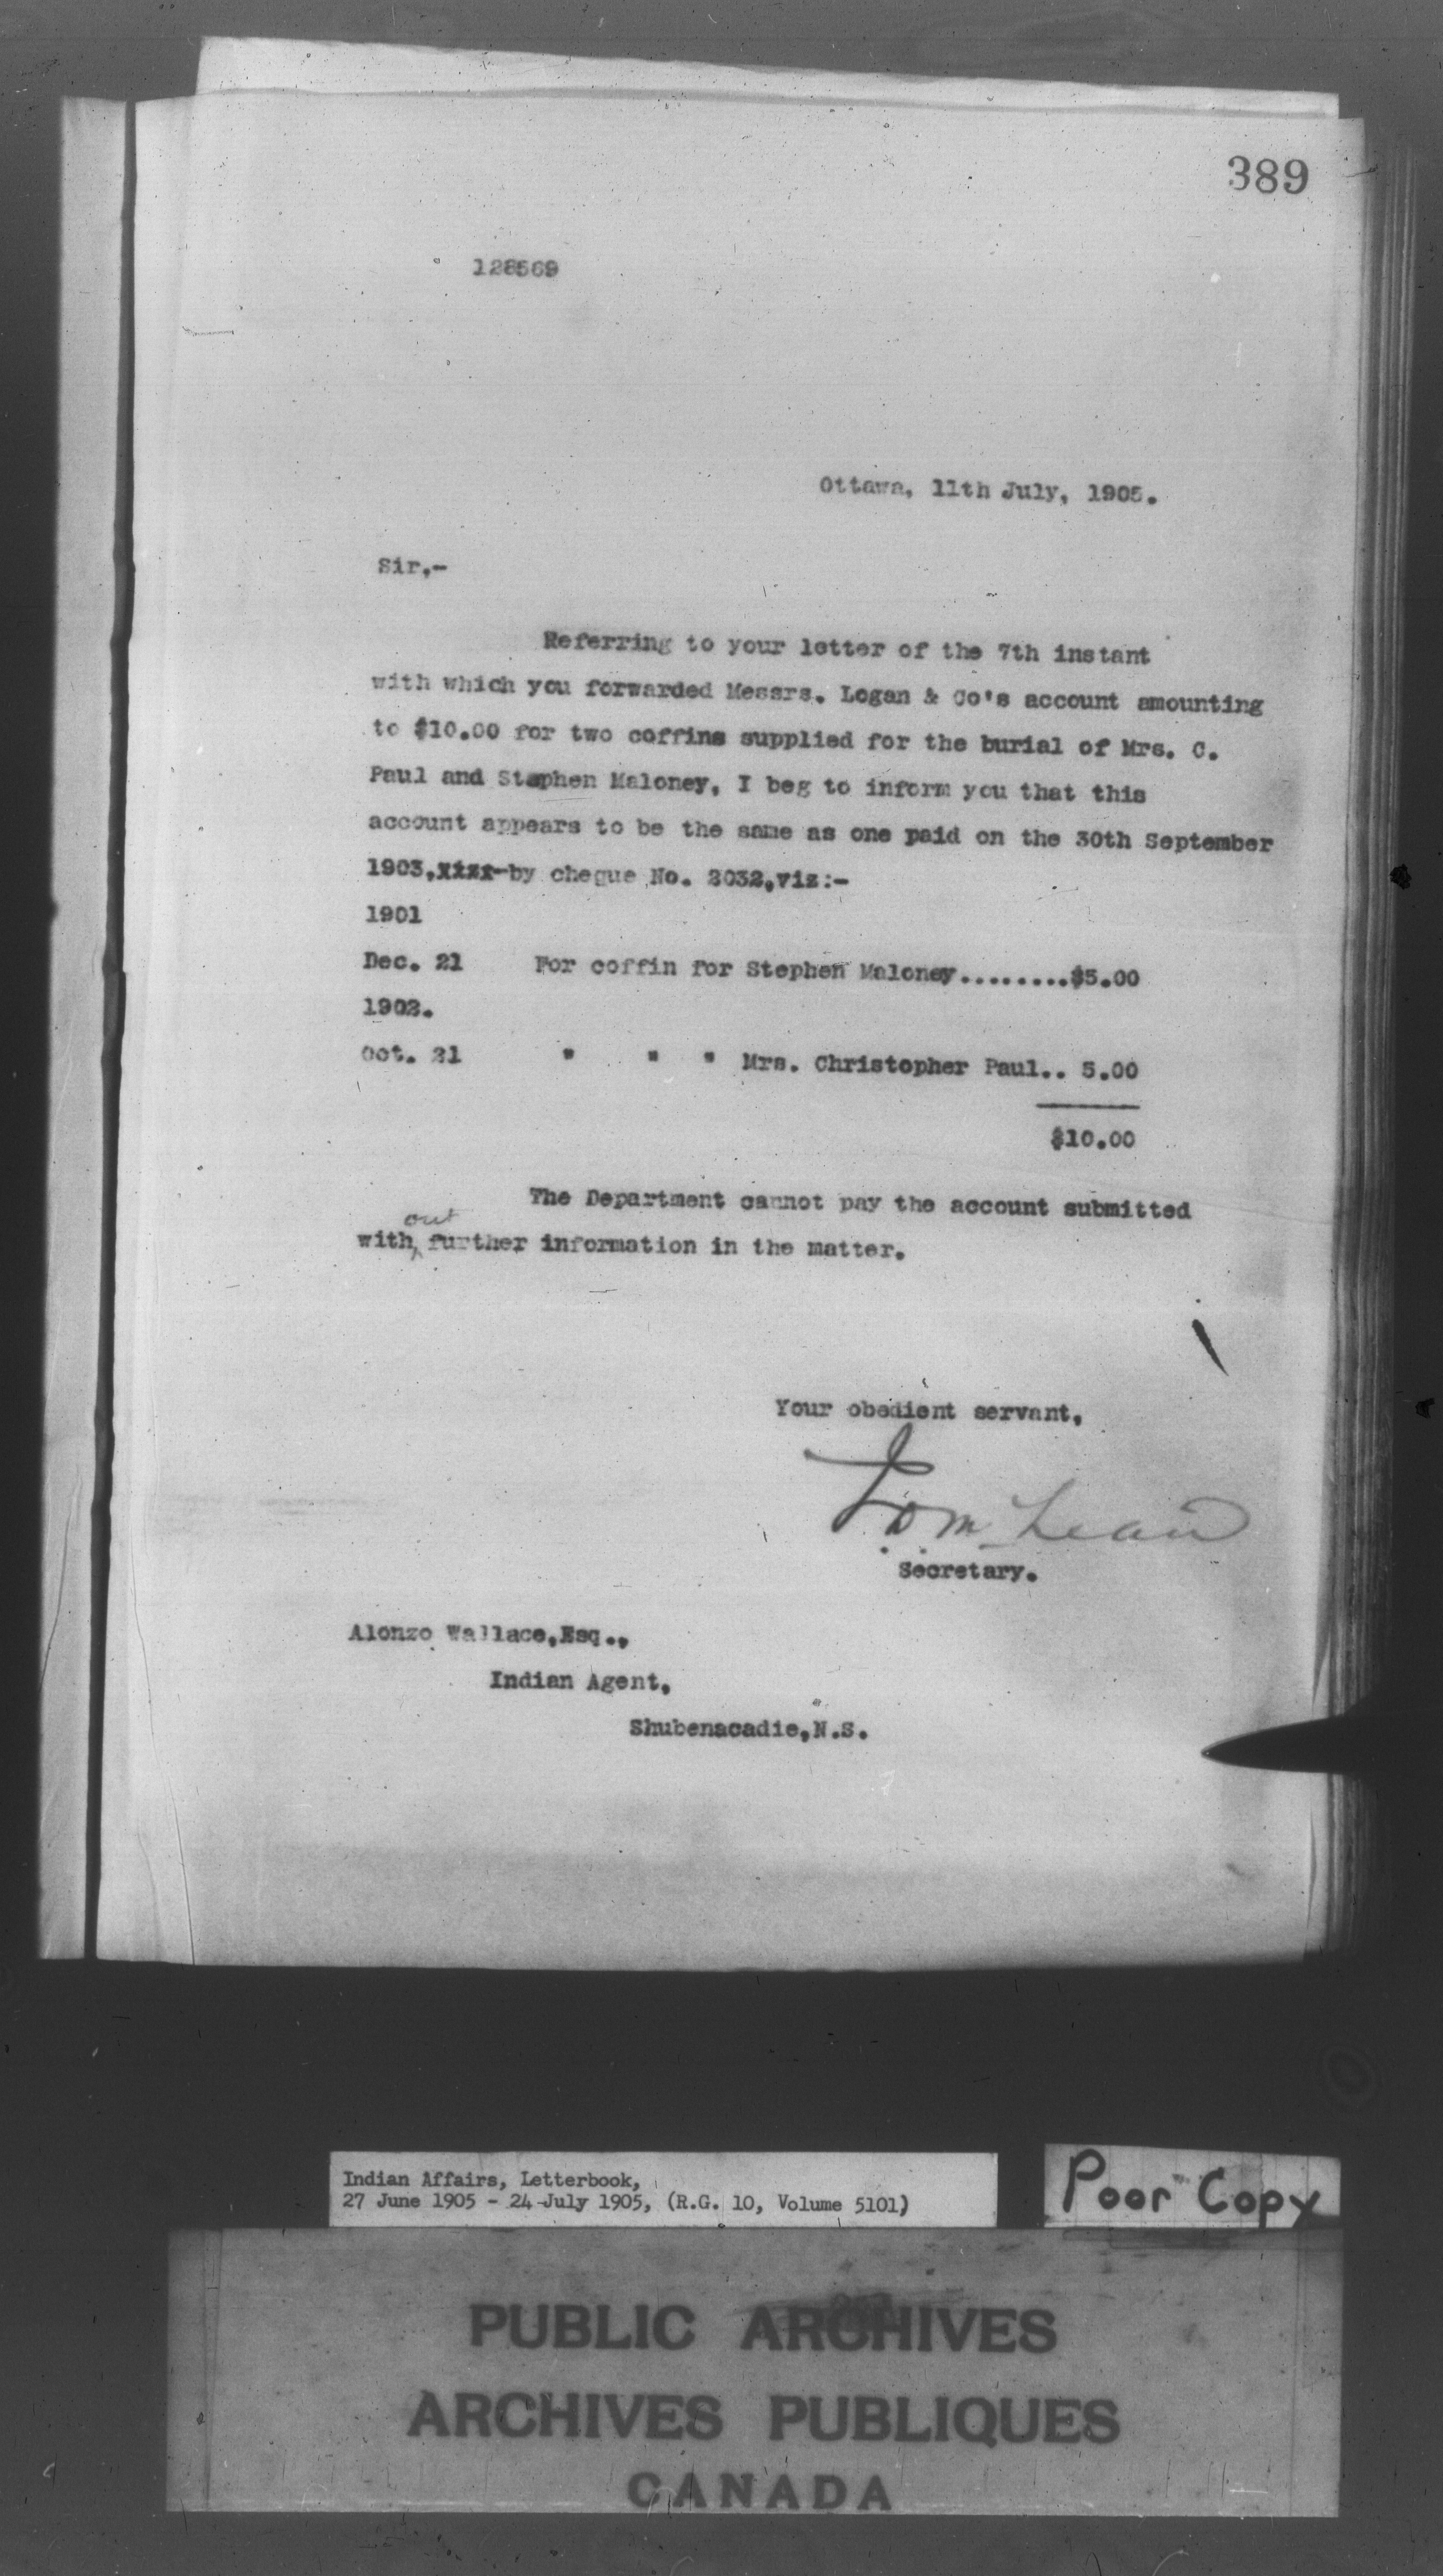 389
128569
Ottawa, 11th July, 1905.
Sir,-
Referring to your letter of the 7th instant
with which you forwarded Messrs. Logan & Co's account amounting
to $10.00 for two coffins supplied for the burial of Mrs. C.
Paul and Stephen Maloney, I beg to inform you that this
account appears to be the same as one paid on the 30th September
1903, by cheque No. 2032,viz:-
1901
Dec. 21 For coffin for Stephen Maloney.........$5.00
1902.
Oct. 21 " " " Mrs. Christopher Paul.. 5.00
$10.00
The Department cannot pay the account submitted
without further information in the matter.
Your obedient servant,
Secretary.
Alonzo Wallace,Esq.,
Indian Agent,
Shubenacadie,N.S.
Indian Affairs, Letterbook,
27 June 1905 - 24 July 1905, (R.G. 10, Volume 5101)
Poor Copy
PUBLIC ARCHIVES
ARCHIVES PUBLIQUES
CANADA